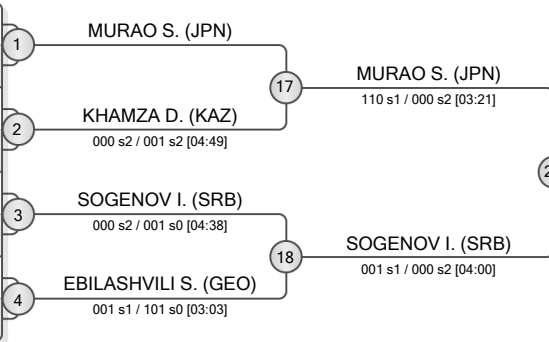 MURAO S. (JPN)
1
17
MURAO S. (JPN)
110 s1 / 000 s2 [03:21]
KHAMZA D. (KAZ)
2
000 s2 / 001 s2 [04:49]
SOGENOV I. (SRB)
3
000 s2 / 001 s0 [04:38]
18
SOGENOV I. (SRB)
001 s1 / 000 s2 [04:00]
EBILASHVILI S. (GEO)
4
001 s1 / 101 s0 [03:03]